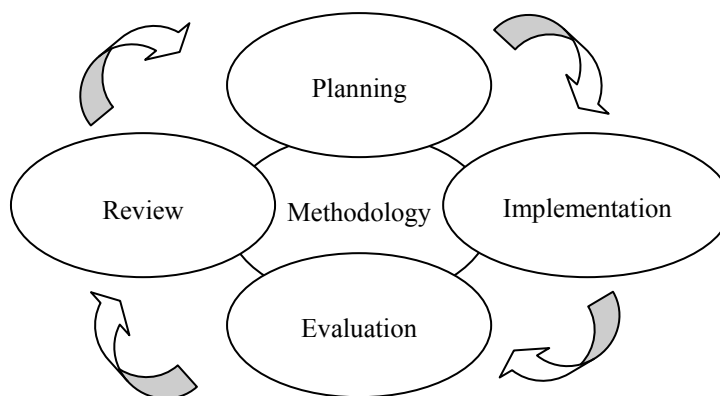 Planning
Review
Methodology
Implementation
Evaluation